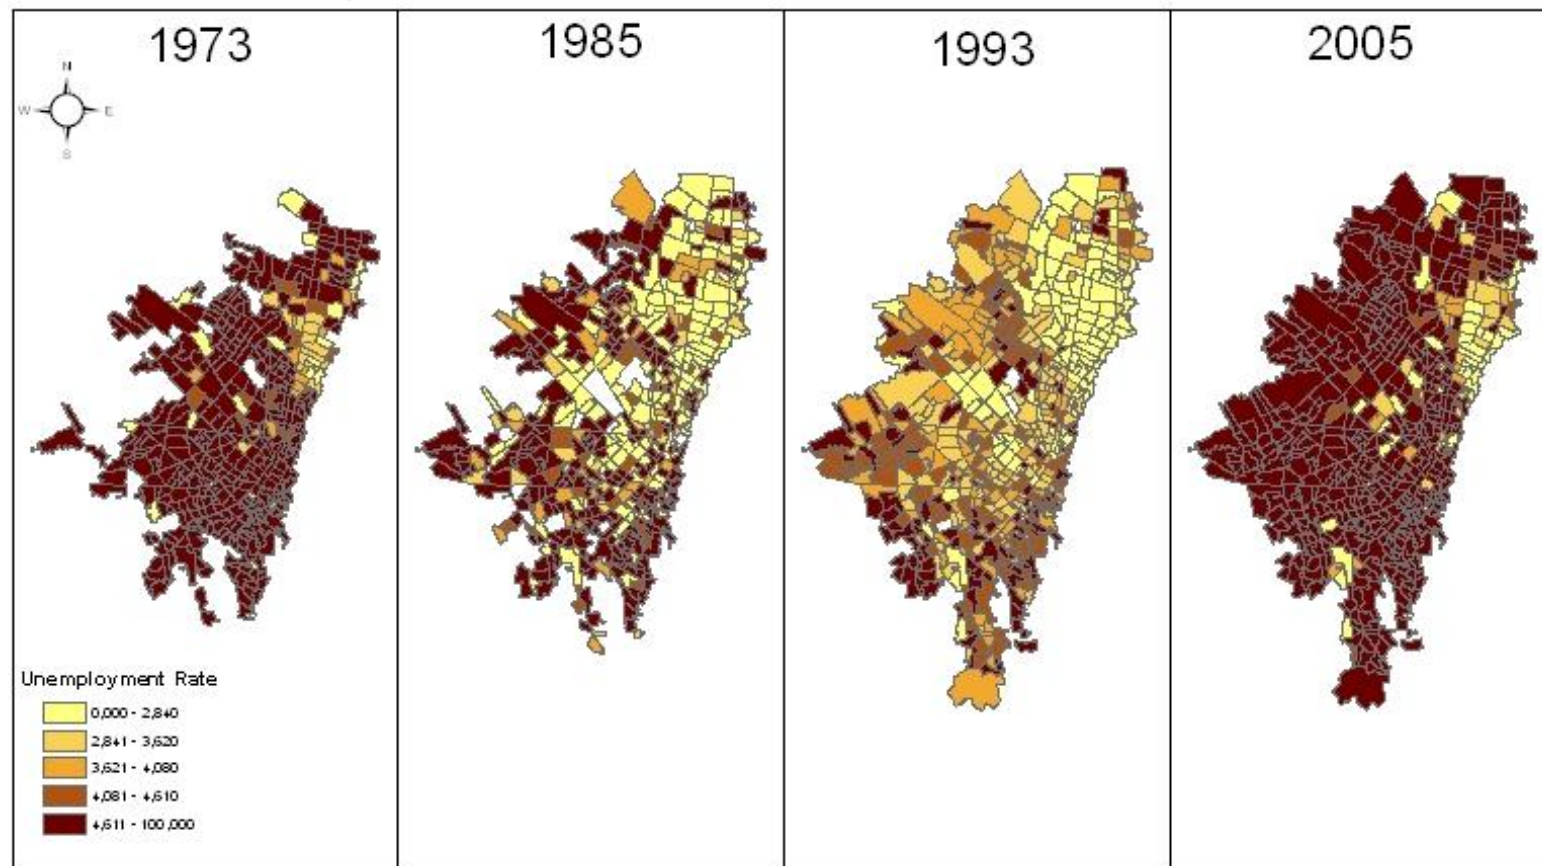 1973
1985
1993
2005
N
W
E
S
Unemployment Rate
0,000 - 2,840
2,841 - 3,620
3,621 - 4,080
4,081 - 4,610
4,611 - 100,000